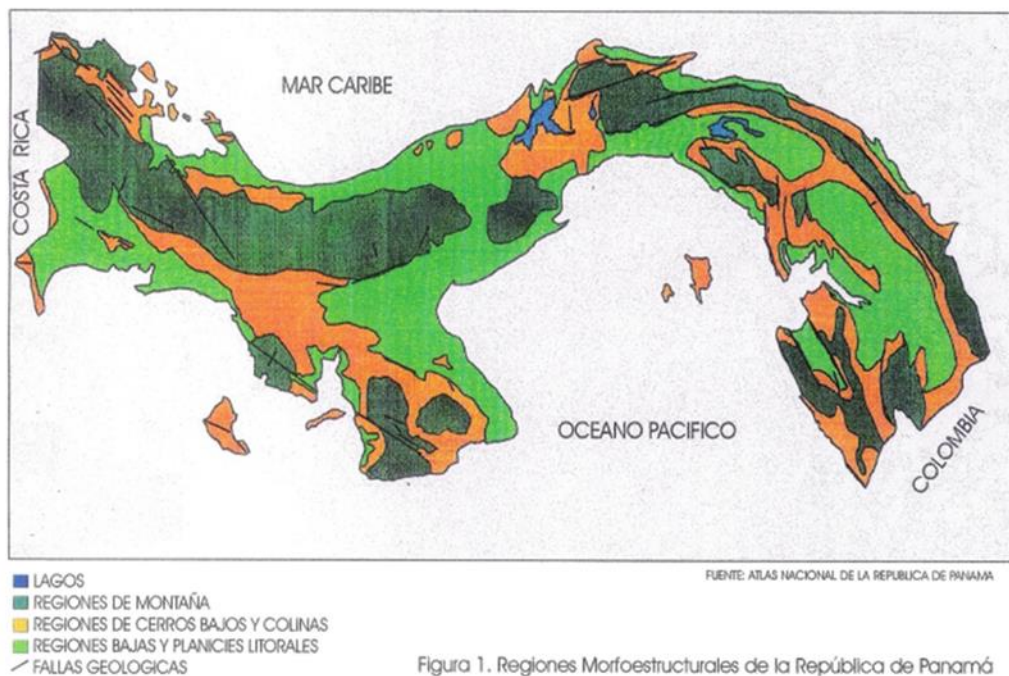 MAR CARIBE
COSTA RICA
OCEANO PACIFICO
COLOMBIA
FUENTE: ATLAS NACIONAL DE LA REPUBLICA DE PANAMA
LAGOS
REGIONES DE MONTAÑA
REGIONES DE CERROS BAJOS Y COLINAS
REGIONES BAJAS Y PLANICIES LITORALES
FALLAS GEOLOGICAS
Figura 1. Regiones Morfoestructurales de la República de Panamá